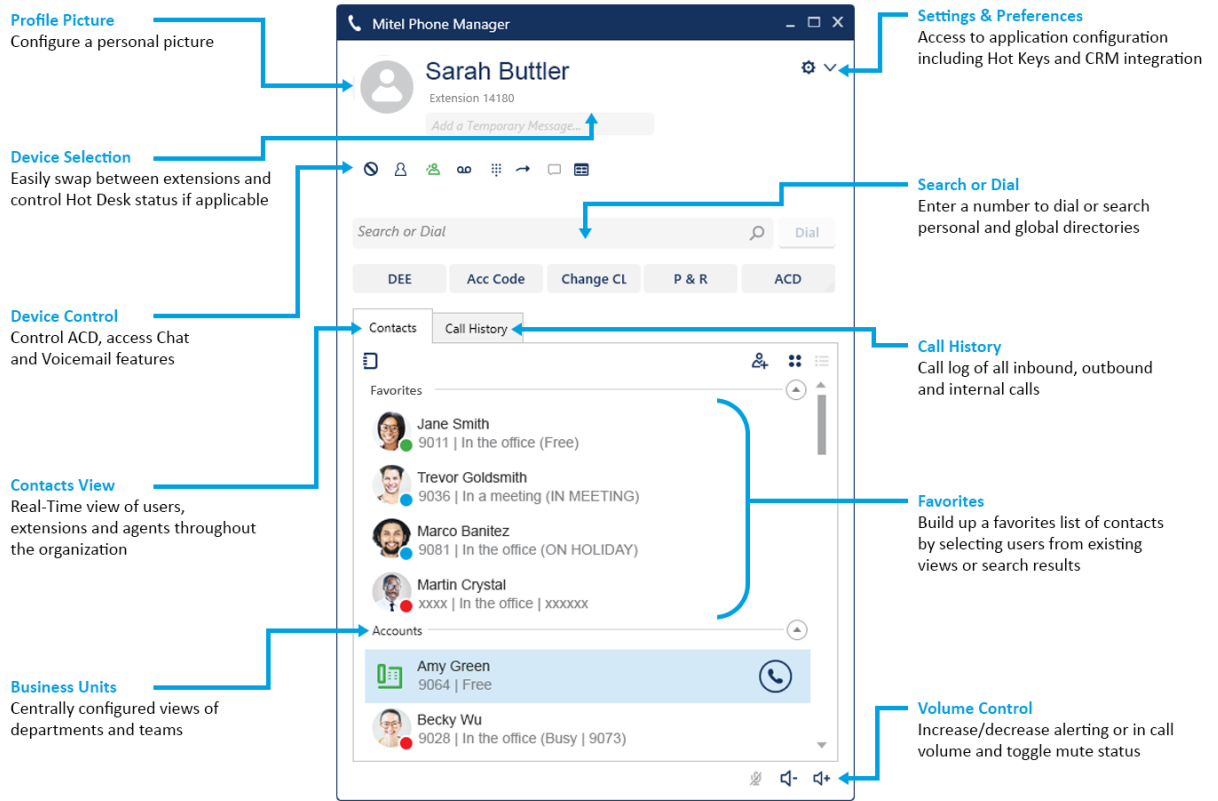 Profile Picture
Configure a personal picture
Device Selection
Easily swap between extensions and
control Hot Desk status if applicable
Device Control
Control ACD, access Chat
and Voicemail features
Contacts View
Real-Time view of users,
extensions and agents throughout
the organization
Business Units
Centrally configured views of
departments and teams
Mitel Phone Manager
Sarah Buttler
Extension 14180
Add a Temporary Message...
Search or Dial
Dial
DEE
Acc Code
Change CL
P & R
ACD
Contacts
Call History
Favorites
Jane Smith
9011 | In the office (Free)
Trevor Goldsmith
9036 | In a meeting (IN MEETING)
Marco Banitez
9081 | In the office (ON HOLIDAY)
Martin Crystal
xxxx | In the office | xxxxxx
Accounts
Amy Green
9064 | Free
Becky Wu
9028 | In the office (Busy | 9073)
Settings & Preferences
Access to application configuration
including Hot Keys and CRM integration
Search or Dial
Enter a number to dial or search
personal and global directories
Call History
Call log of all inbound, outbound
and internal calls
Favorites
Build up a favorites list of contacts
by selecting users from existing
views or search results
Volume Control
Increase/decrease alerting or in call
volume and toggle mute status